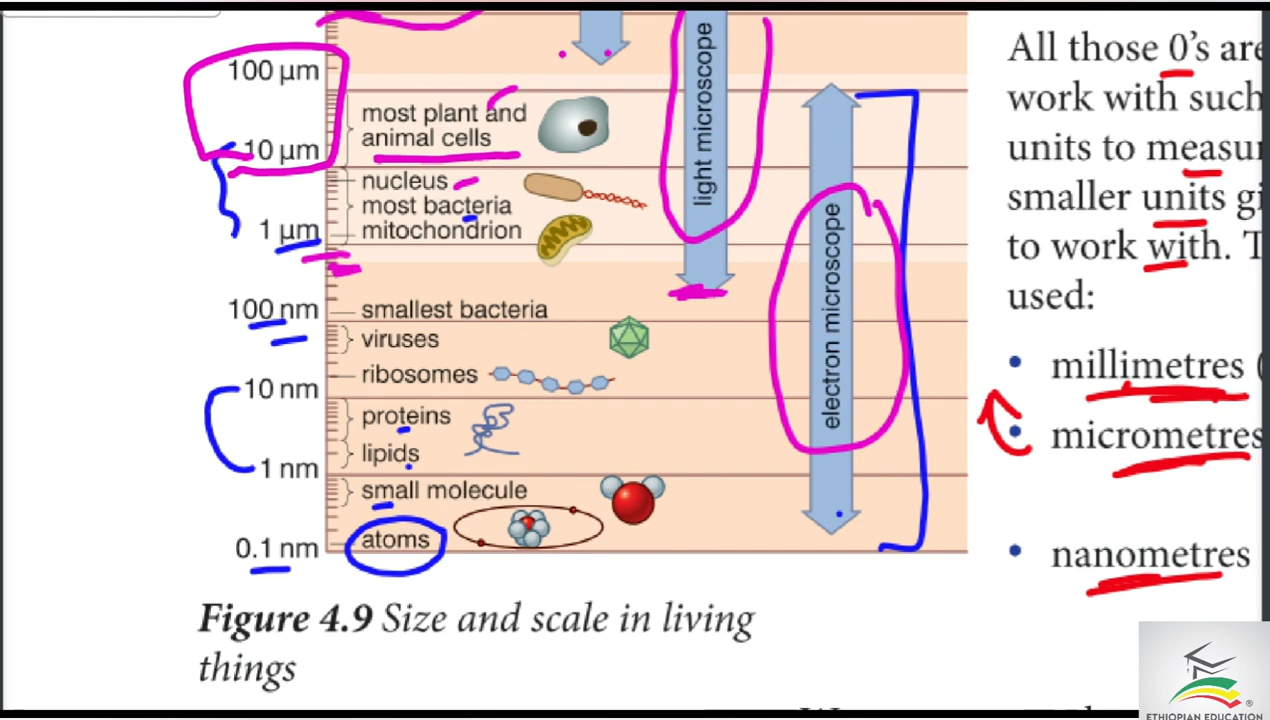 100 µm
most plant and
animal cells
10 µm
nucleus
most bacteria
1 µm
mitochondrion
100 nm
smallest bacteria
viruses
ribosomes
10 nm
proteins
lipids
1 nm
small molecule
atoms
0.1 nm
light microscope
electron microscope
Figure 4.9 Size and scale in living
things
All those 0's are
work with such
units to
smaller units
to work with.
used:
• millimetres (
• micrometres
• nanometres
ETHIOPIAN EDUCATION
®